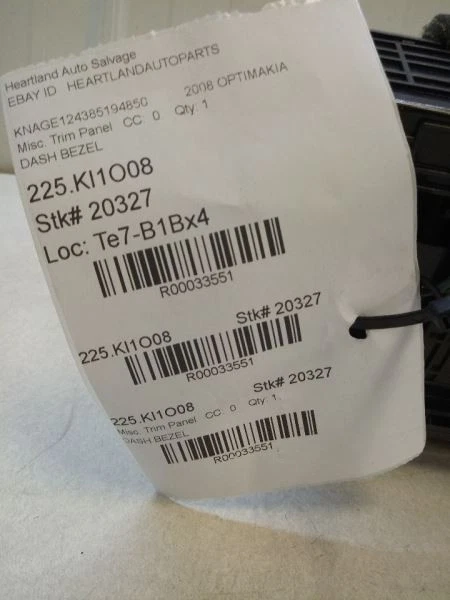 Heartland Auto Salvage
EBAY ID HEARTLANDAUTOPARTS
KNAGE124385194850 2008 OPTIMAKIA
Misc. Trim Panel CC: 0 Qty: 1
DASH BEZEL
225.KI1O08
Stk# 20327
Loc: Te7-B1Bx4
R00033551
225.KI1O08 Stk# 20327
R00033551
225.KI1O08 Stk# 20327
Misc. Trim Panel CC: 0 Qty: 1
DASH BEZEL
R00033551